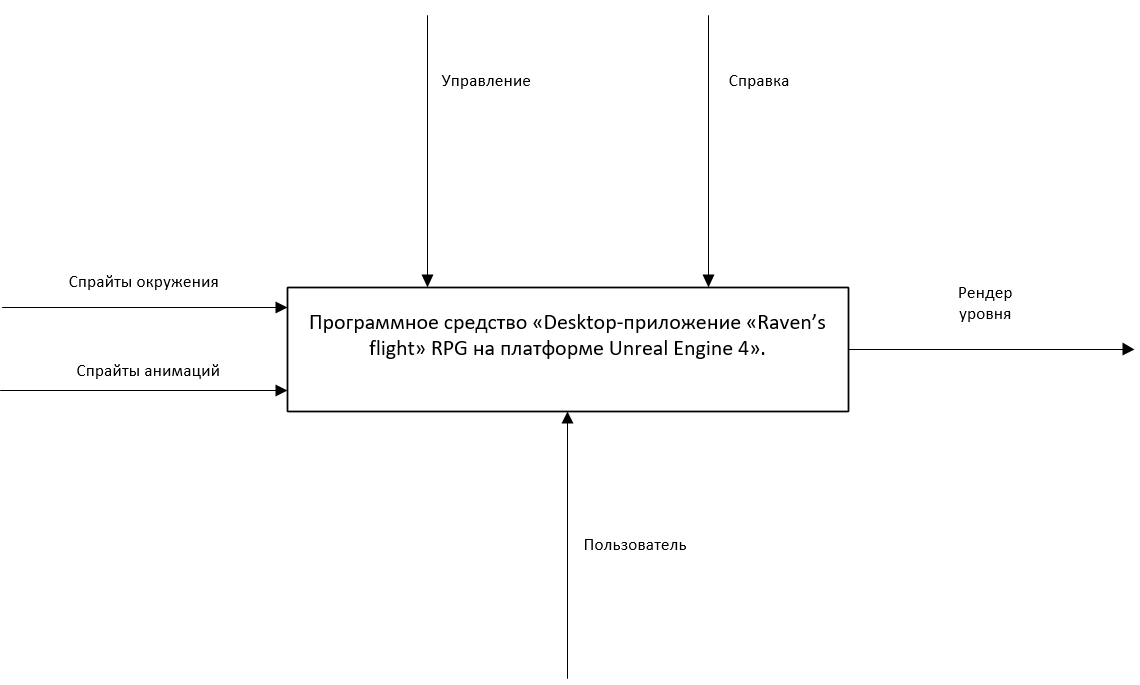 Управление
Справка
Спрайты окружения
Спрайты анимаций
Программное средство «Desktop-приложение «Raven’s
flight» RPG на платформе Unreal Engine 4».
Рендер
уровня
Пользователь